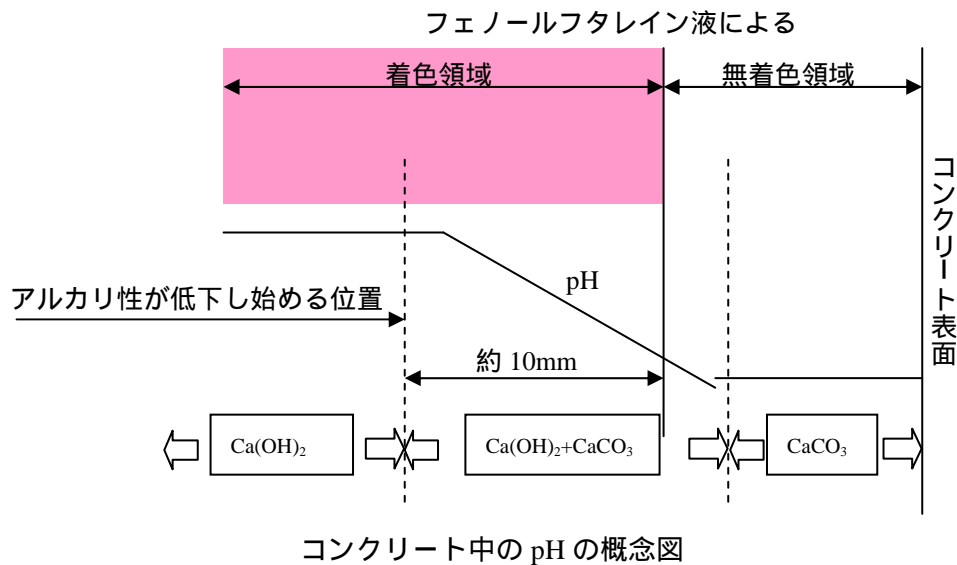 フェノールフタレイン液による
着色領域
無着色領域
コンクリート表面
pH
アルカリ性が低下し始める位置
約 10mm
Ca(OH)₂
Ca(OH)₂+CaCO₃
CaCO₃
コンクリート中の pH の概念図